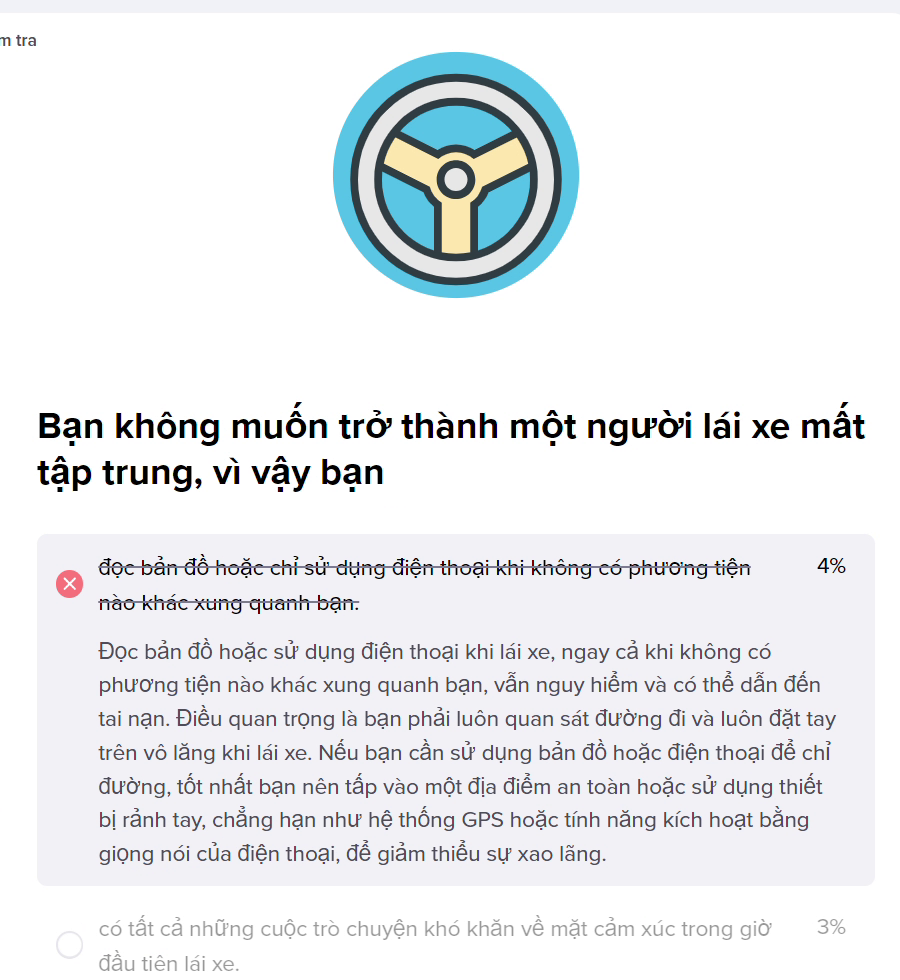 m tra
Bạn không muốn trở thành một người lái xe mất
tập trung, vì vậy bạn
đọc bản đồ hoặc chỉ sử dụng điện thoại khi không có phương tiện
4%
nào khác xung quanh bạn.
Đọc bản đồ hoặc sử dụng điện thoại khi lái xe, ngay cả khi không có
phương tiện nào khác xung quanh bạn, vẫn nguy hiểm và có thể dẫn đến
tai nạn. Điều quan trọng là bạn phải luôn quan sát đường đi và luôn đặt tay
trên vô lăng khi lái xe. Nếu bạn cần sử dụng bản đồ hoặc điện thoại để chỉ
đường, tốt nhất bạn nên tấp vào một địa điểm an toàn hoặc sử dụng thiết
bị rảnh tay, chẳng hạn như hệ thống GPS hoặc tính năng kích hoạt bằng
giọng nói của điện thoại, để giảm thiểu sự xao lãng.
có tất cả những cuộc trò chuyện khó khăn về mặt cảm xúc trong giờ
3%
đầu tiên lái xe.